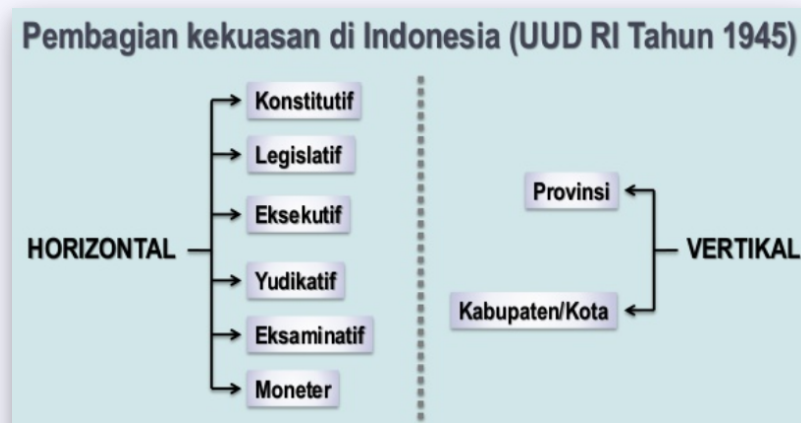 Pembagian kekuasan di Indonesia (UUD RI Tahun 1945)
HORIZONTAL
Konstitutif
Legislatif
Eksekutif
Yudikatif
Eksaminatif
Moneter
VERTIKAL
Provinsi
Kabupaten/Kota